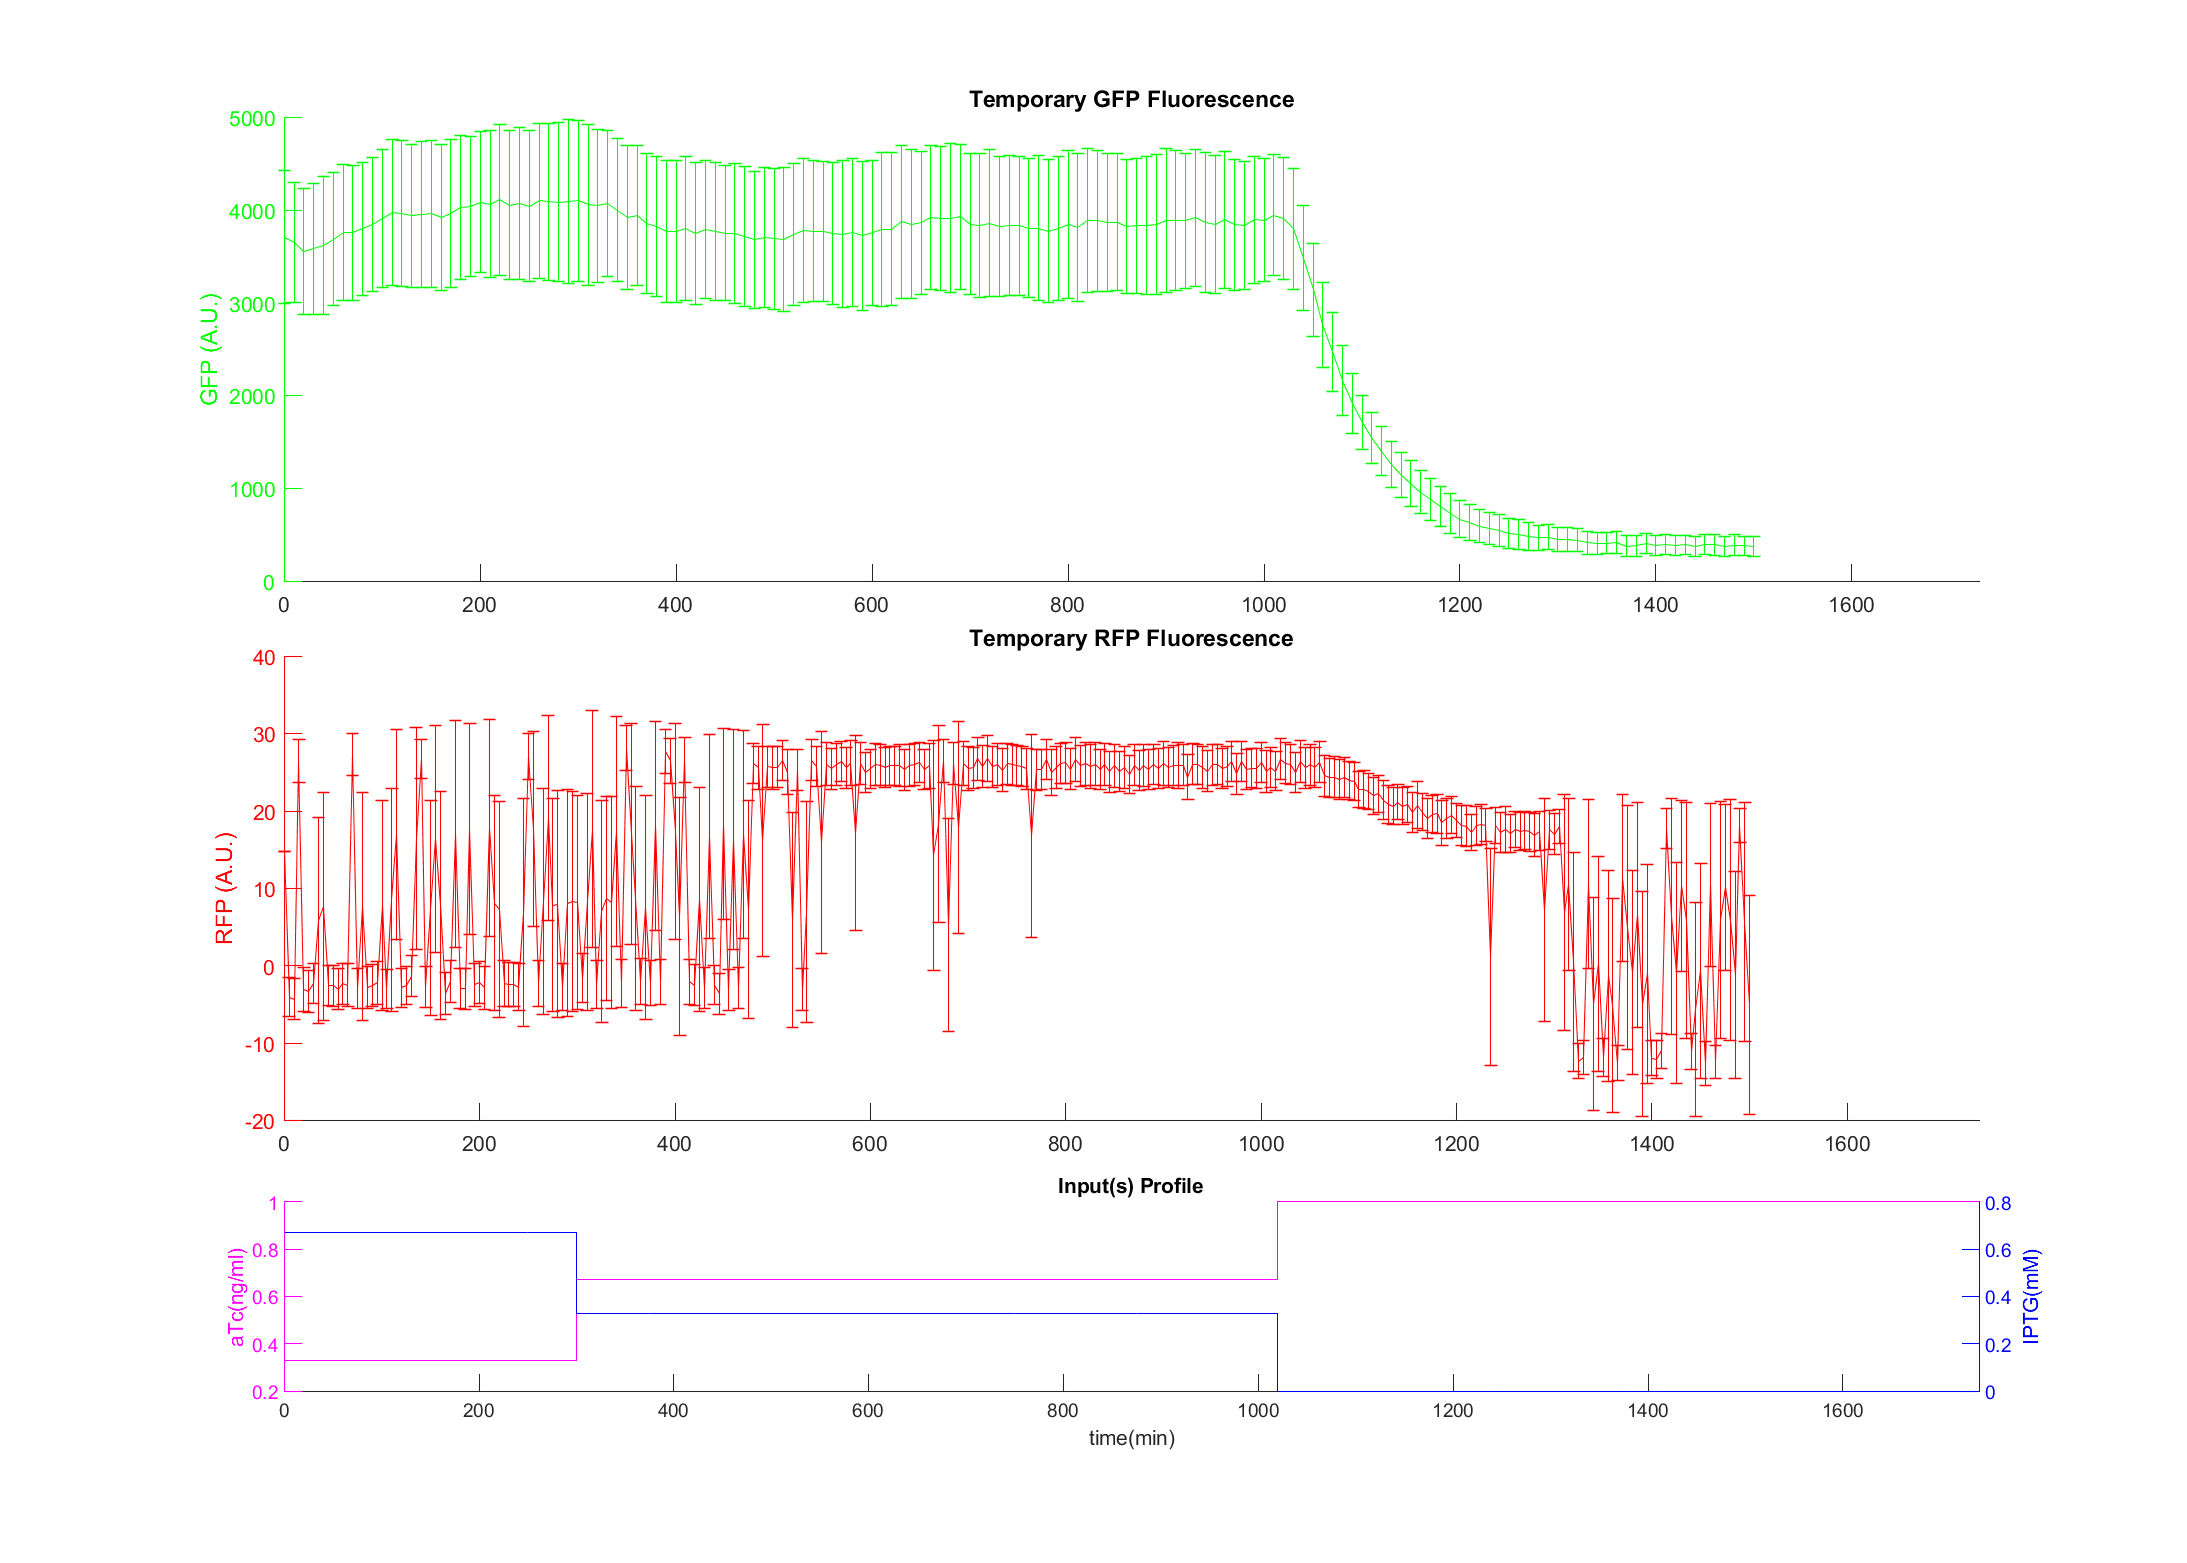 Temporary GFP Fluorescence
5000
4000
3000
2000
1000
0
GFP (A.U.)
0 200 400 600 800 1000 1200 1400 1600
Temporary RFP Fluorescence
40
30
20
10
0
-10
-20
RFP (A.U.)
0 200 400 600 800 1000 1200 1400 1600
Input(s) Profile
1
0.8
0.6
0.4
0.2
aTc(ng/ml)
0.8
0.6
0.4
0.2
0
IPTG(mM)
0 200 400 600 800 1000 1200 1400 1600
time(min)